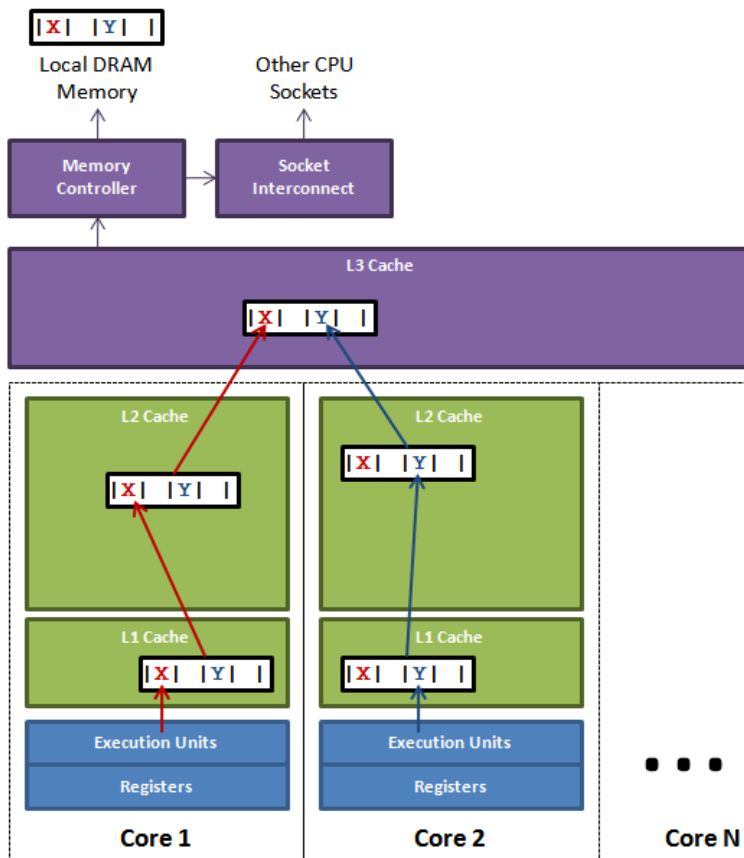 |X| |Y| |
Local DRAM
Memory
Other CPU
Sockets
Memory
Controller
Socket
Interconnect
L3 Cache
|X| |Y| |
L2 Cache
L2 Cache
|X| |Y| |
|X| |Y| |
L1 Cache
L1 Cache
|X| |Y| |
|X| |Y| |
Execution Units
Execution Units
Registers
Registers
...
Core 1
Core 2
Core N